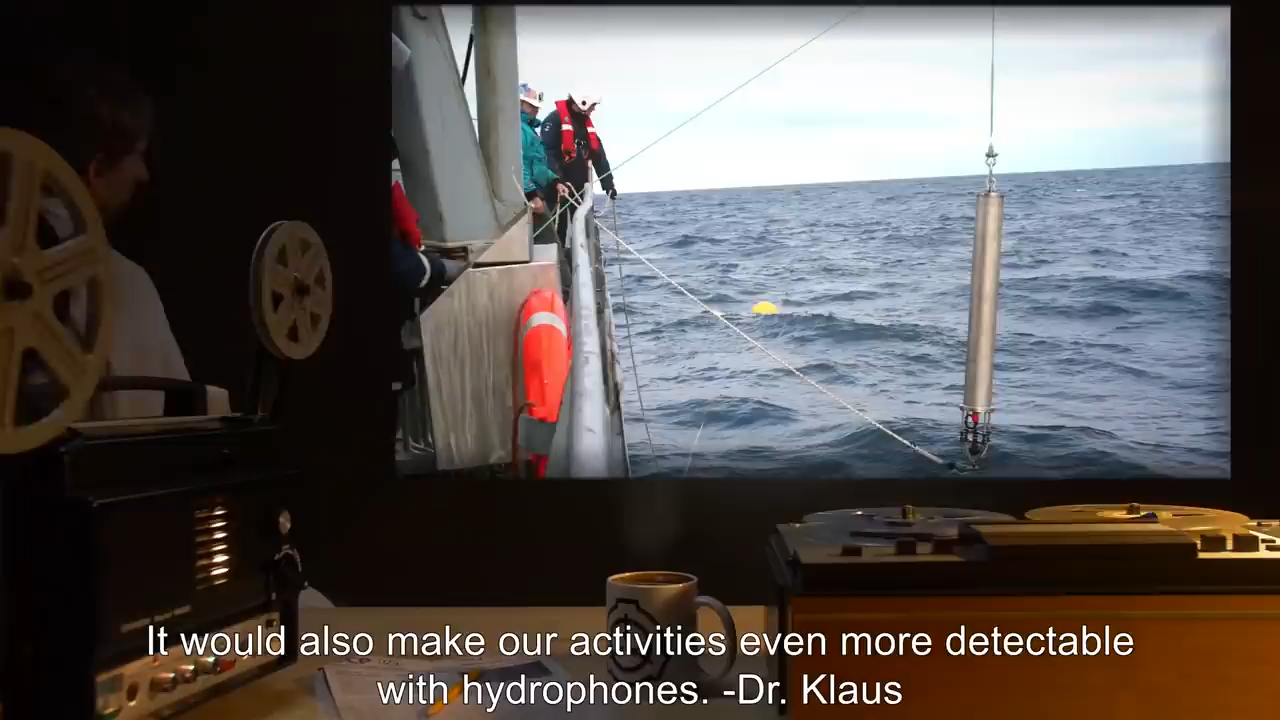 It would also make our activities even more detectable
with hydrophones. -Dr. Klaus